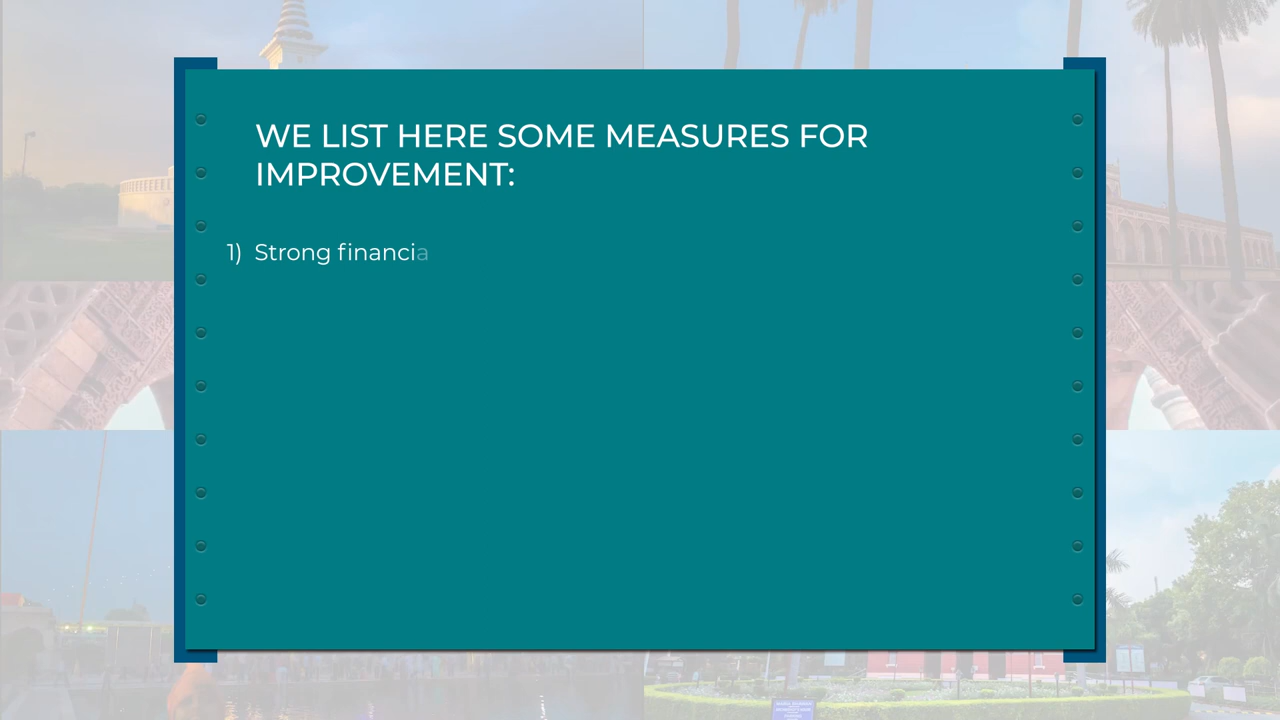 WE LIST HERE SOME MEASURES FOR
IMPROVEMENT:
1) Strong financia